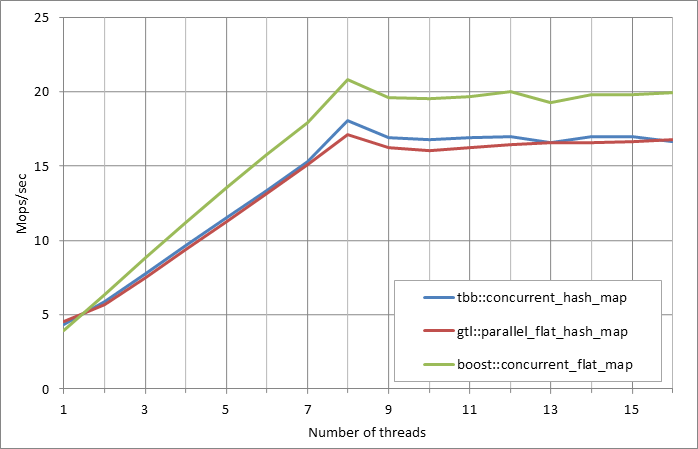 25
20
15
10
5
0
Mops/sec
tbb::concurrent_hash_map
gtl::parallel_flat_hash_map
boost::concurrent_flat_map
1 3 5 7 9 11 13 15
Number of threads